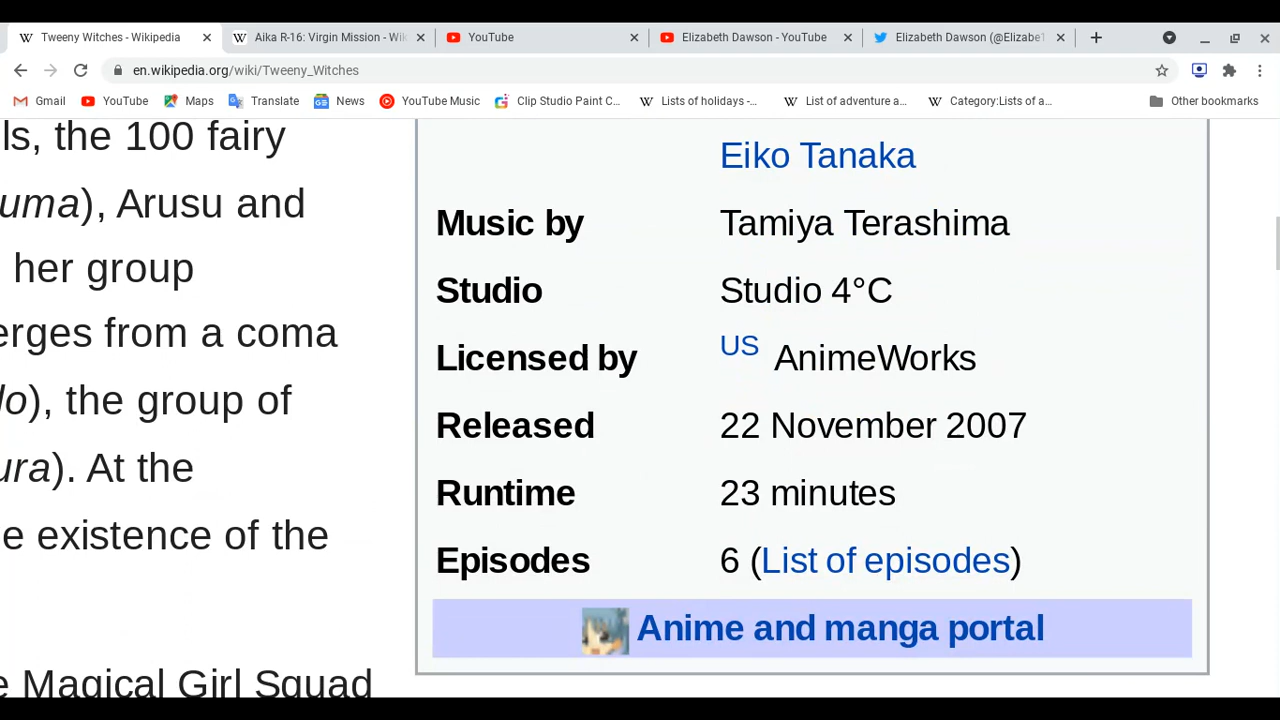 Tweeny Witches - Wikipedia
Aika R-16: Virgin Mission - Wik
YouTube
Elizabeth Dawson - YouTube
Elizabeth Dawson (@Elizabe
en.wikipedia.org/wiki/Tweeny_Witches
Gmail
YouTube
Maps
Translate
News
YouTube Music
Clip Studio Paint C...
Lists of holidays -...
List of adventure a...
Category:Lists of a...
Other bookmarks
ls, the 100 fairy
uma), Arusu and
her group
erges from a coma
lo), the group of
ura). At the
e existence of the
e Magical Girl Squad
Eiko Tanaka
Music by Tamiya Terashima
Studio Studio 4°C
Licensed by US AnimeWorks
Released 22 November 2007
Runtime 23 minutes
Episodes 6 (List of episodes)
Anime and manga portal